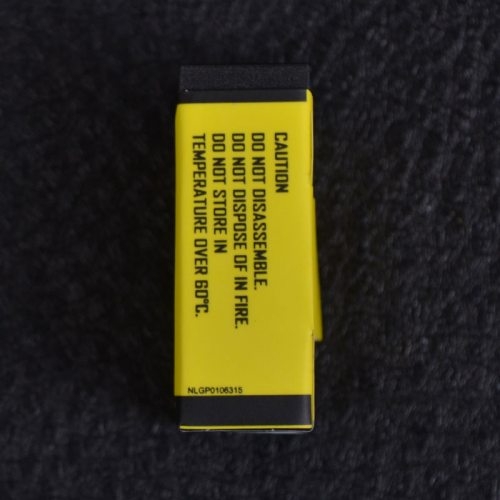 CAUTION
DO NOT DISASSEMBLE.
DO NOT DISPOSE OF IN FIRE.
DO NOT STORE IN
TEMPERATURE OVER 60°C.
NLGP0106315